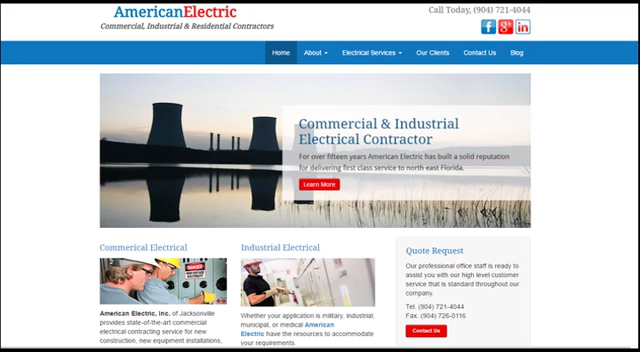 AmericanElectric
Call Today, (904) 721-4044
Commercial, Industrial & Residential Contractors
Home About Electrical Services Our Clients Contact Us Blog
Commercial & Industrial
Electrical Contractor
For over fifteen years American Electric has built a solid reputation
for delivering first class service to north east Florida.
Learn More
Commerical Electrical
American Electric, Inc. of Jacksonville
provides state-of-the-art commercial
electrical contracting service for new
construction, new equipment installations,
Industrial Electrical
Whether your application is military, industrial,
municipal, or medical American
Electric have the resources to accommodate
your requirements.
Quote Request
Our professional office staff is ready to
assist you with our high level customer
service that is standard throughout our
company.
Tel. (904) 721-4044
Fax. (904) 726-0116
Contact Us